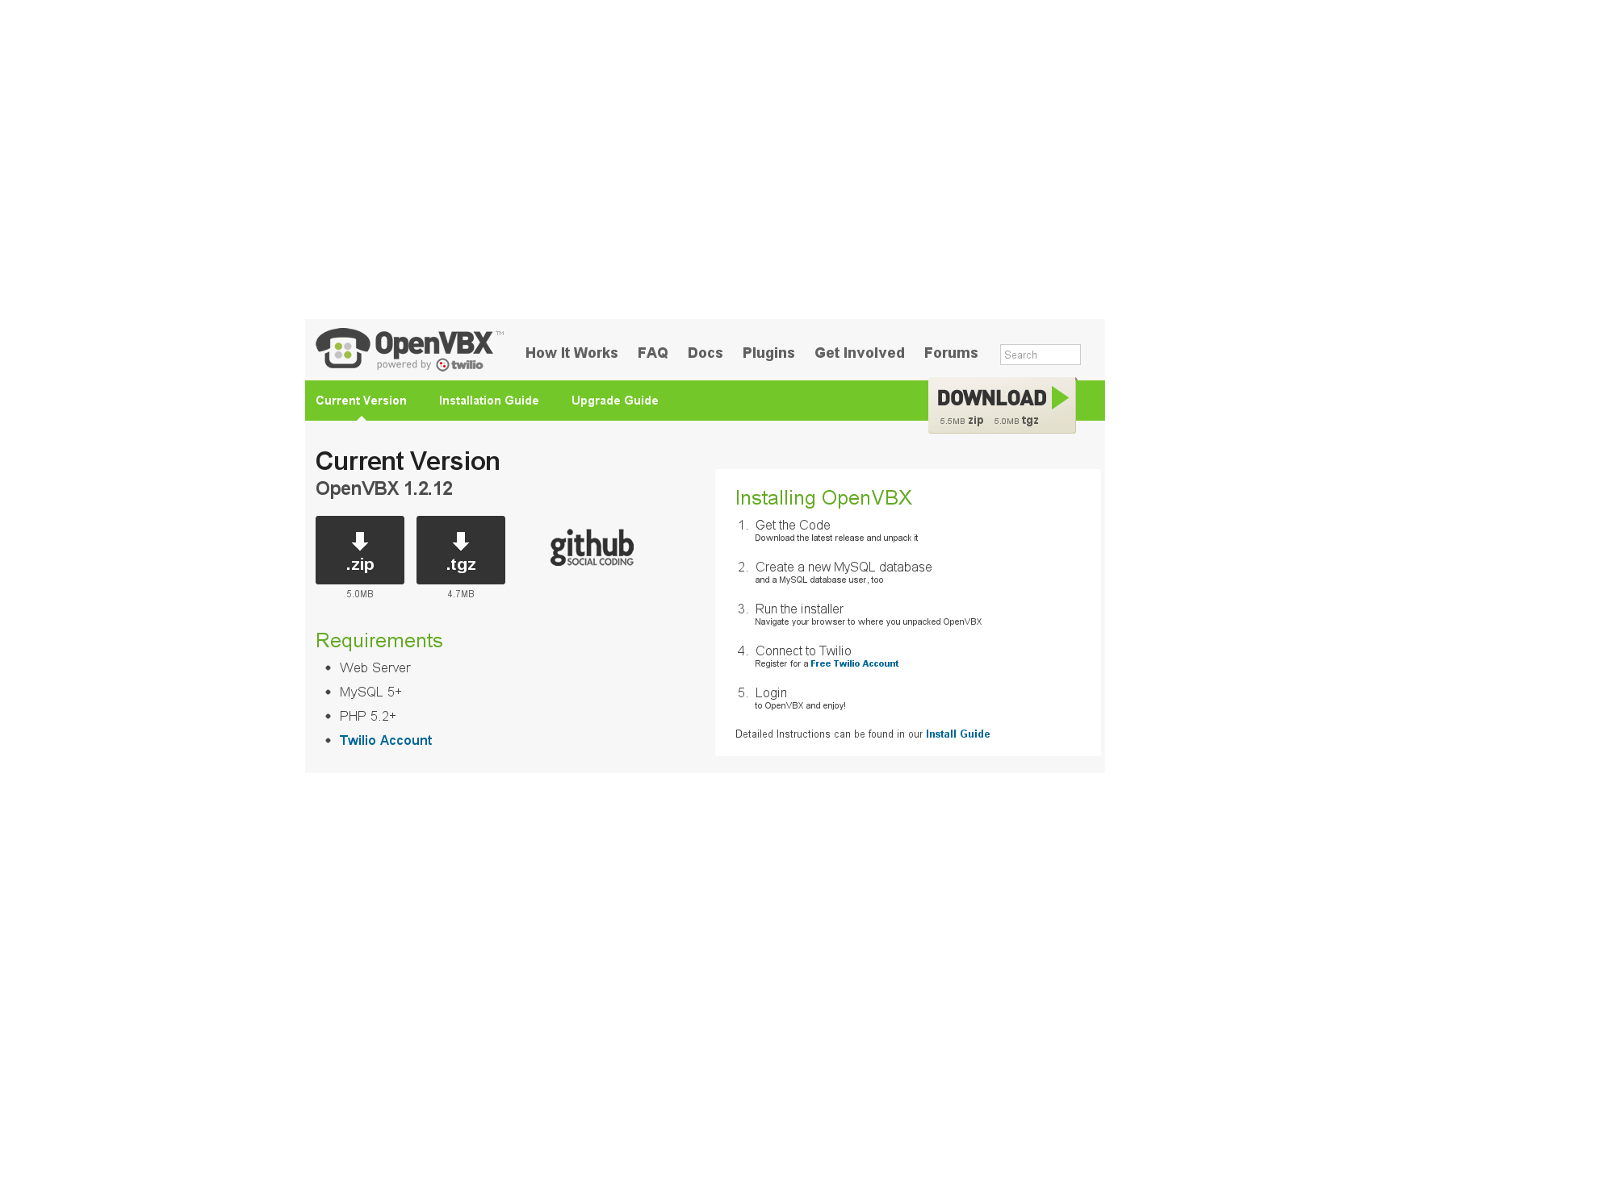 OpenVBX™
powered by twilio
How It Works FAQ Docs Plugins Get Involved Forums Search
Current Version Installation Guide Upgrade Guide
DOWNLOAD
5.5MB zip 5.0MB tgz
Current Version
OpenVBX 1.2.12
.zip .tgz
5.0MB 4.7MB
github
SOCIAL CODING
Requirements
• Web Server
• MySQL 5+
• PHP 5.2+
• Twilio Account
Installing OpenVBX
1. Get the Code
Download the latest release and unpack it
2. Create a new MySQL database
and a MySQL database user, too
3. Run the installer
Navigate your browser to where you unpacked OpenVBX
4. Connect to Twilio
Register for a Free Twilio Account
5. Login
to OpenVBX and enjoy!
Detailed Instructions can be found in our Install Guide